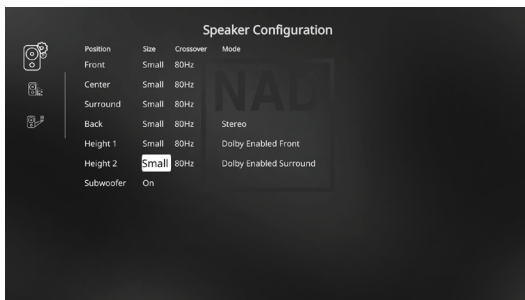 Speaker Configuration
Position Size Crossover Mode
Front Small 80Hz
Center Small 80Hz
Surround Small 80Hz
Back Small 80Hz Stereo
Height 1 Small 80Hz Dolby Enabled Front
Height 2 Small 80Hz Dolby Enabled Surround
Subwoofer On
NAD